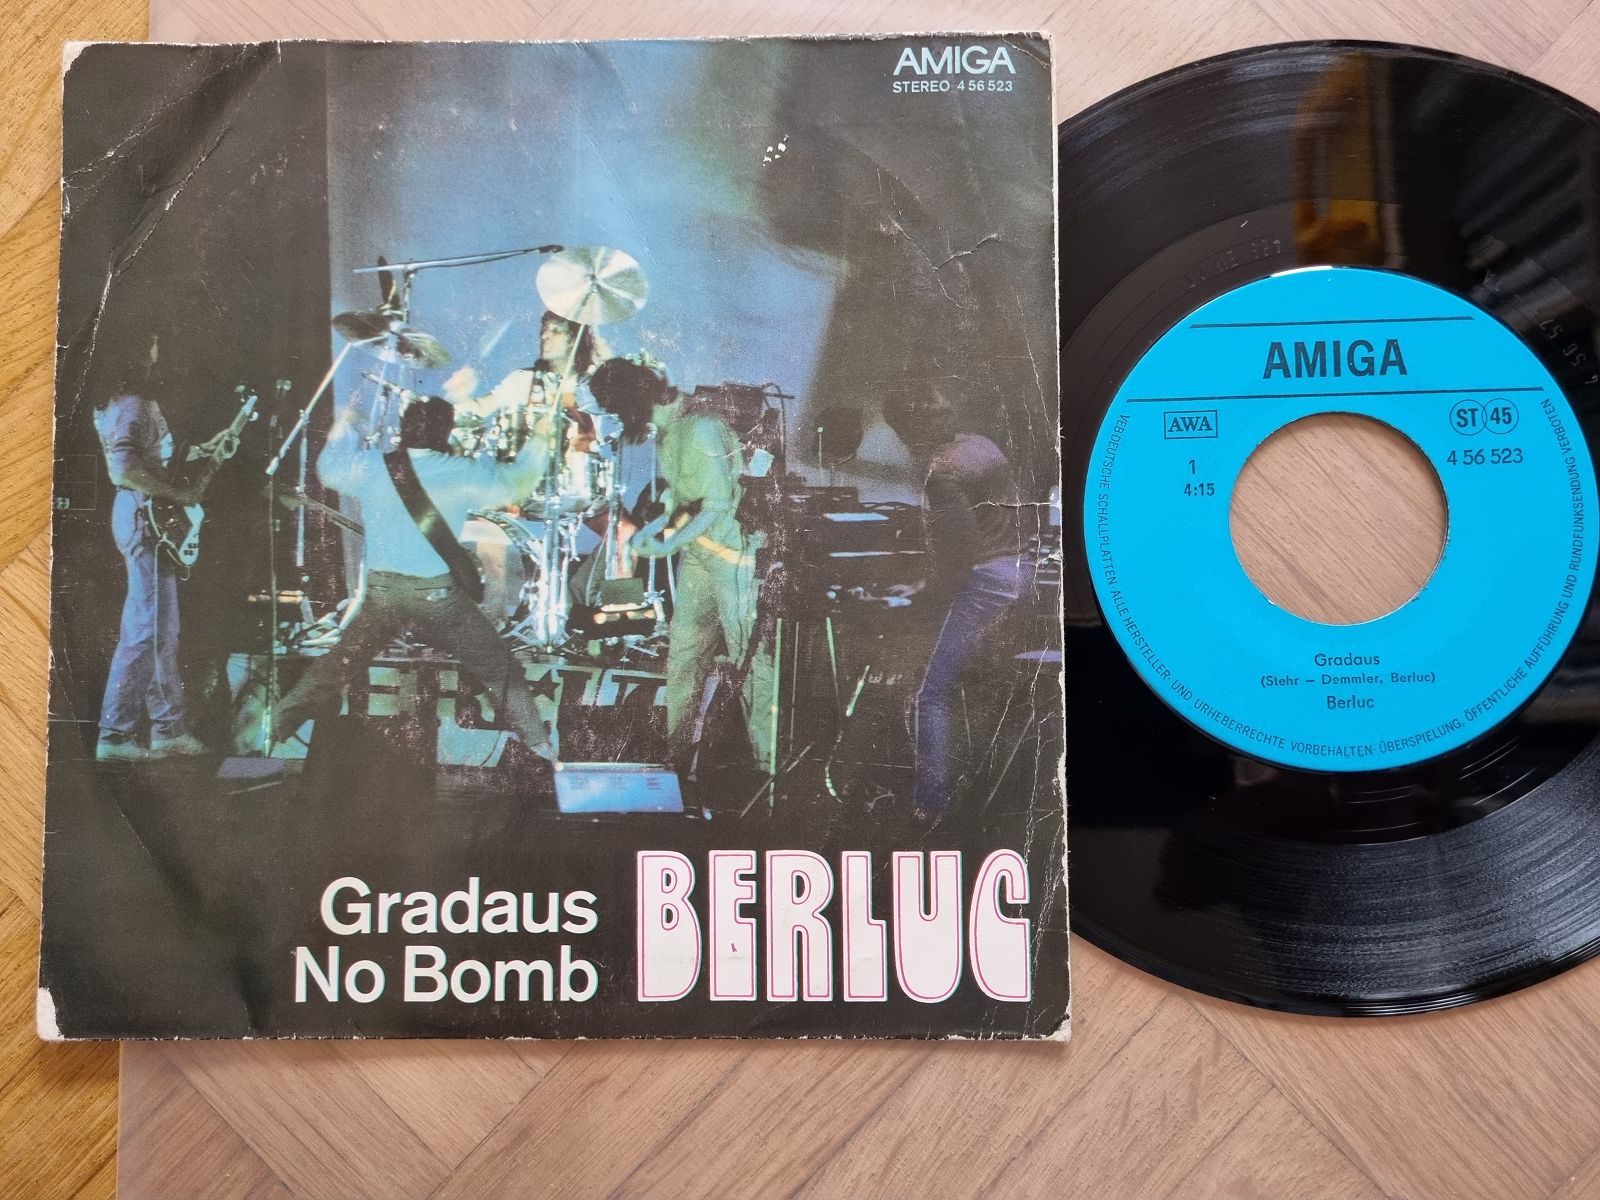 AMIGA
STEREO 4 56 523
Gradaus
No Bomb
BERLUC
AMIGA
AWA
ST 45
1
4 56 523
4:15
Gradaus
(Stehr – Demmler, Berluc)
Berluc
VEB DEUTSCHE SCHALLPLATTEN · ALLE HERSTELLER- UND URHEBERRECHTE VORBEHALTEN · ÜBERSPIELUNG, ÖFFENTLICHE AUFFÜHRUNG UND RUNDFUNKSENDUNG VERBOTEN